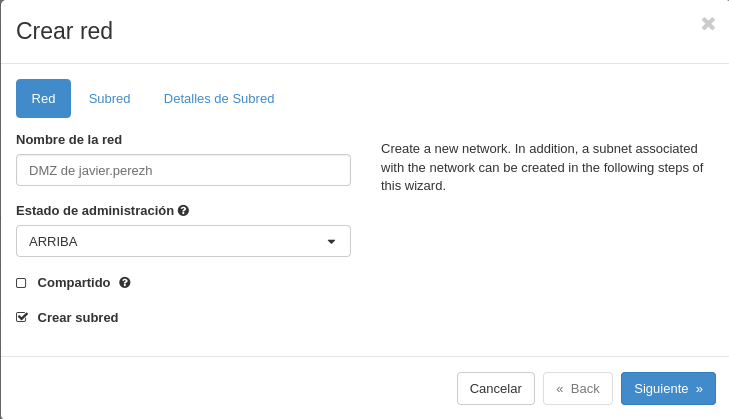 Crear red
Red
Subred
Detalles de Subred
Nombre de la red
DMZ de javier.perezh
Estado de administración
ARRIBA
Compartido
Crear subred
Create a new network. In addition, a subnet associated
with the network can be created in the following steps of
this wizard.
Cancelar
« Back
Siguiente »